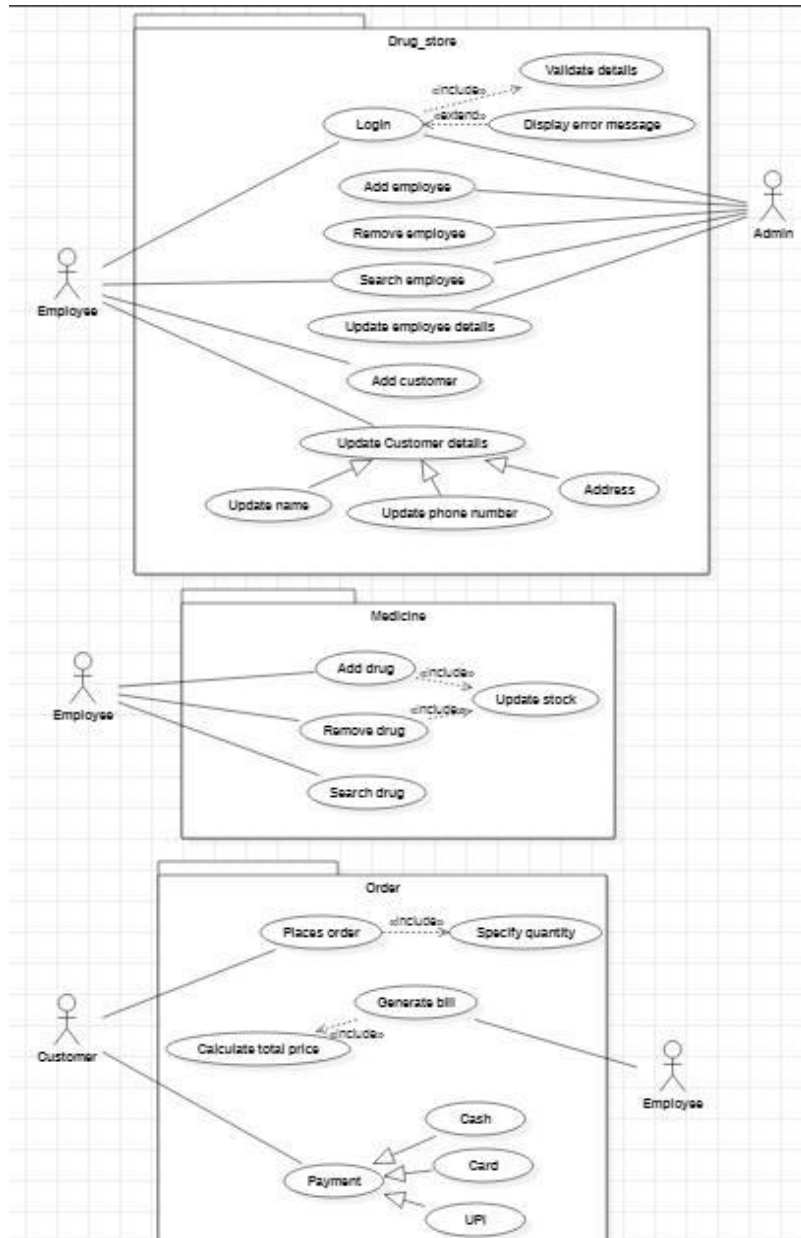 Drug_store
Validate details
«include»
Login
«extend»
Display error message
Add employee
Admin
Remove employee
Search employee
Employee
Update employee details
Add customer
Update Customer details
Address
Update name
Update phone number
Medicine
Add drug
«include»
Update stock
Employee
«include»
Remove drug
Search drug
Order
«include»
Places order
Specify quantity
Generate bill
«include»
Calculate total price
Customer
Employee
Cash
Card
Payment
UPI